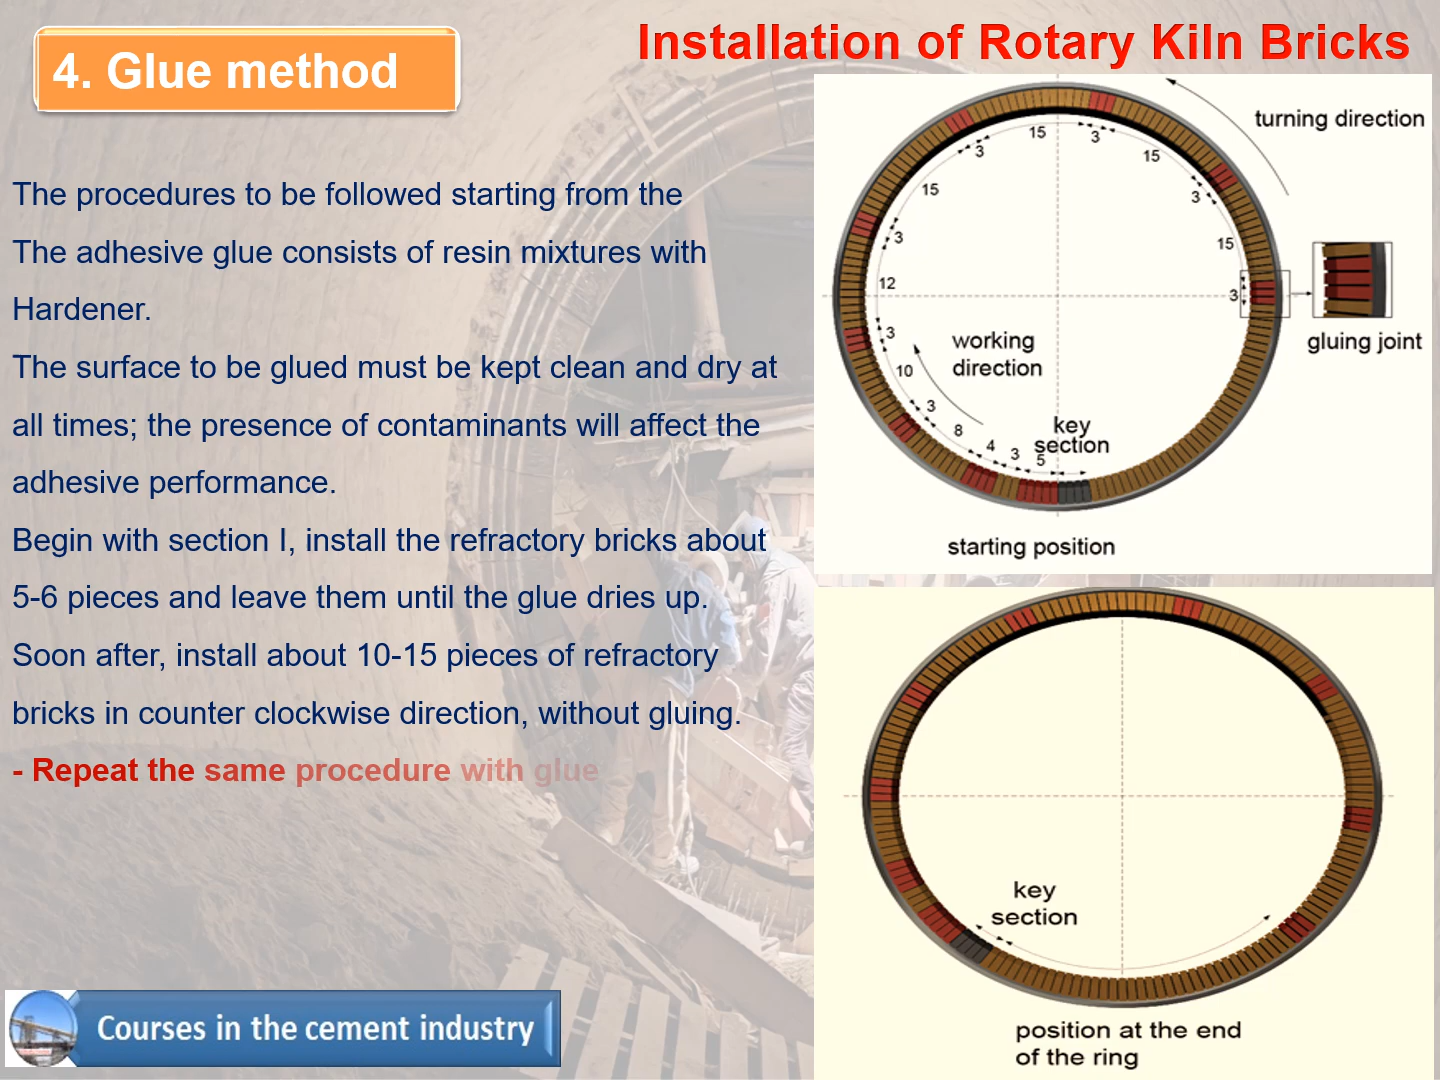 Installation of Rotary Kiln Bricks
4. Glue method
The procedures to be followed starting from the
The adhesive glue consists of resin mixtures with
Hardener.
The surface to be glued must be kept clean and dry at
all times; the presence of contaminants will affect the
adhesive performance.
Begin with section I, install the refractory bricks about
5-6 pieces and leave them until the glue dries up.
Soon after, install about 10-15 pieces of refractory
bricks in counter clockwise direction, without gluing.
- Repeat the same procedure with glue
Courses in the cement industry
turning direction
15
3
3
15
15
3
3
15
12
3
gluing joint
3
working
direction
10
3
8
4
3
5
key
section
starting position
key
section
position at the end
of the ring